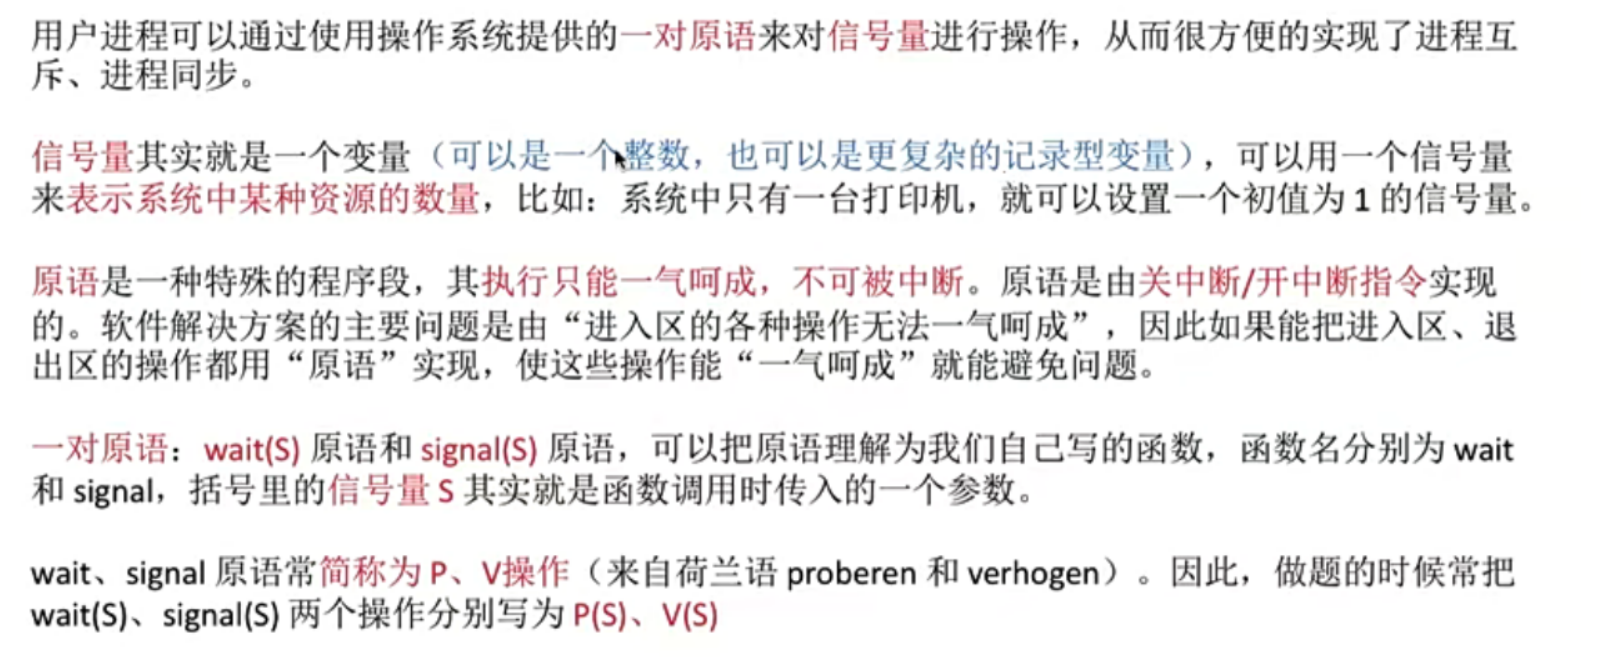 用户进程可以通过使用操作系统提供的一对原语来对信号量进行操作，从而很方便的实现了进程互
斥、进程同步。
信号量其实就是一个变量（可以是一个整数，也可以是更复杂的记录型变量），可以用一个信号量
来表示系统中某种资源的数量，比如：系统中只有一台打印机，就可以设置一个初值为 1 的信号量。
原语是一种特殊的程序段，其执行只能一气呵成，不可被中断。原语是由关中断/开中断指令实现
的。软件解决方案的主要问题是由“进入区的各种操作无法一气呵成”，因此如果能把进入区、退
出区的操作都用“原语”实现，使这些操作能“一气呵成”就能避免问题。
一对原语：wait(S) 原语和 signal(S) 原语，可以把原语理解为我们自己写的函数，函数名分别为 wait
和 signal，括号里的信号量 S 其实就是函数调用时传入的一个参数。
wait、signal 原语常简称为 P、V操作（来自荷兰语 proberen 和 verhogen）。因此，做题的时候常把
wait(S)、signal(S) 两个操作分别写为 P(S)、V(S)